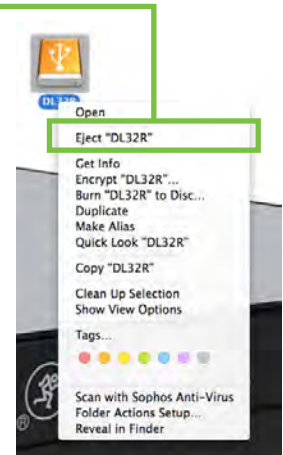 DL32R
Open
Eject "DL32R"
Get Info
Encrypt "DL32R"...
Burn "DL32R" to Disc...
Duplicate
Make Alias
Quick Look "DL32R"
Copy "DL32R"
Clean Up Selection
Show View Options
Tags...
Scan with Sophos Anti-Virus
Folder Actions Setup...
Reveal in Finder
®